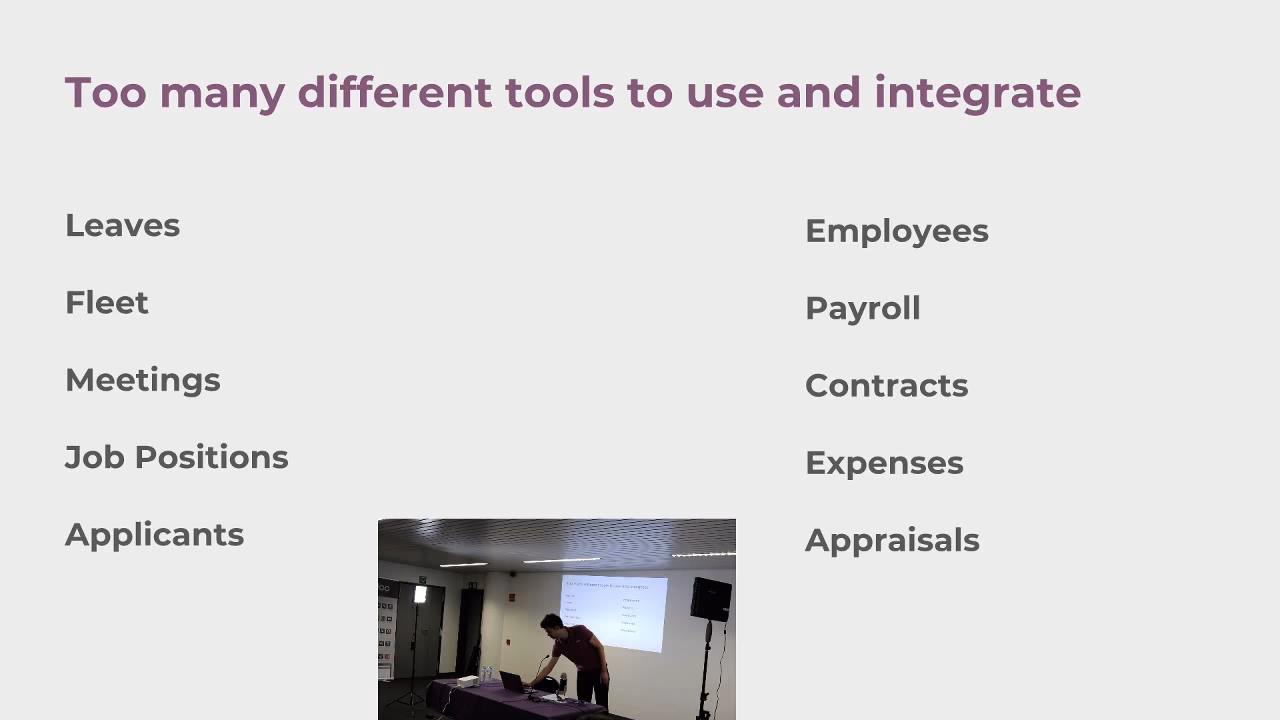 Too many different tools to use and integrate
Leaves
Fleet
Meetings
Job Positions
Applicants
Employees
Payroll
Contracts
Expenses
Appraisals